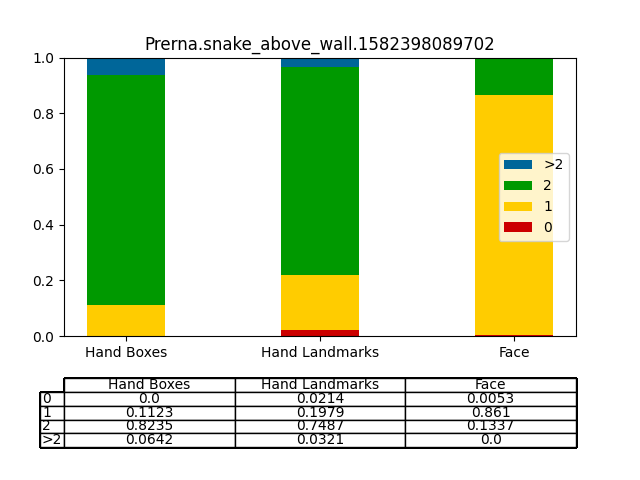 Prerna.snake_above_wall.1582398089702
1.0
0.8
0.6
0.4
0.2
0.0
>2
2
1
0
Hand Boxes Hand Landmarks Face
Hand Boxes Hand Landmarks Face
0 0.0 0.0214 0.0053
1 0.1123 0.1979 0.861
2 0.8235 0.7487 0.1337
>2 0.0642 0.0321 0.0